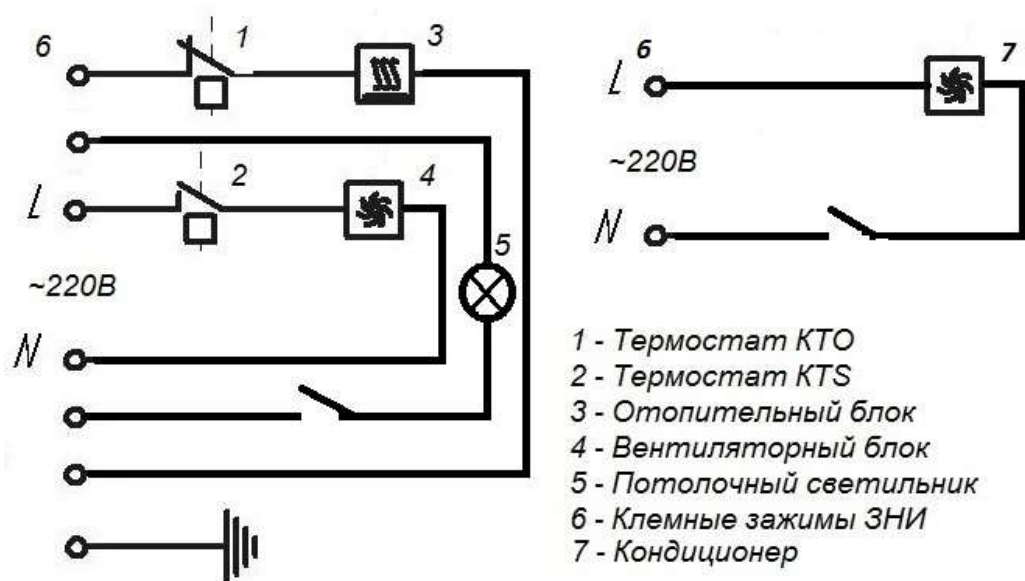 6 1 3
2 4
L
5
~220В
N
6 7
L
~220В
N
1 - Термостат КТО
2 - Термостат KTS
3 - Отопительный блок
4 - Вентиляторный блок
5 - Потолочный светильник
6 - Клемные зажимы ЗНИ
7 - Кондиционер